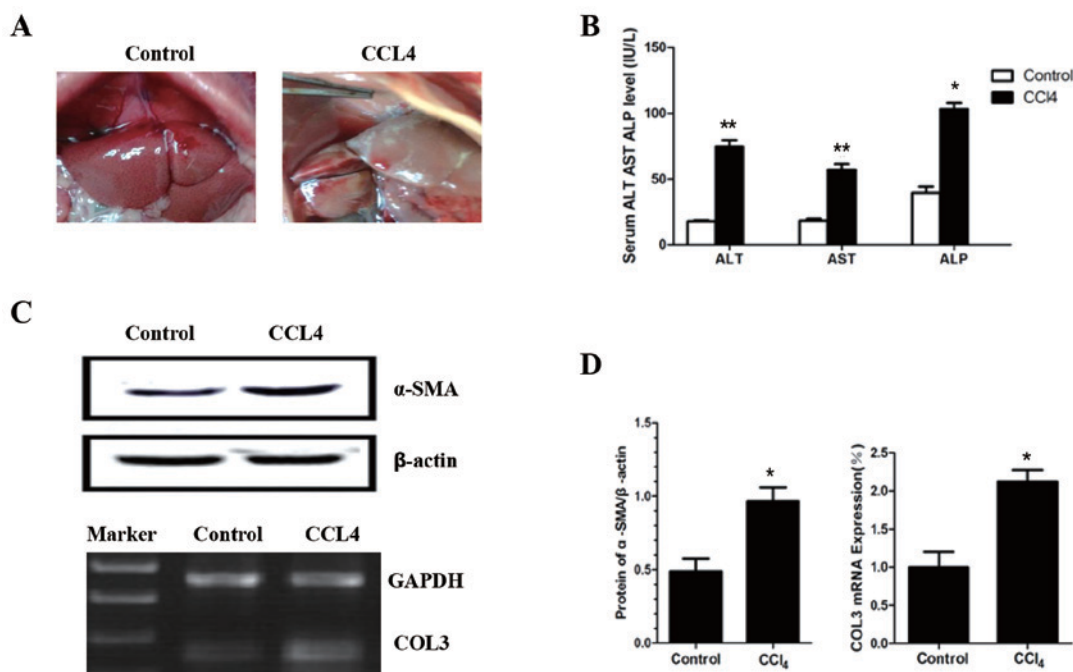 A
Control
CCL4
B
Serum ALT AST ALP level (IU/L)
150
100
50
0
Control
CCl4
**
**
*
ALT
AST
ALP
C
Control
CCL4
α-SMA
β-actin
Marker
Control
CCL4
GAPDH
COL3
D
Protein of α -SMA/β -actin
1.5
1.0
0.5
0.0
*
Control
CCl₄
COL3 mRNA Expression(%)
2.5
2.0
1.5
1.0
0.5
0.0
*
Control
CCl₄